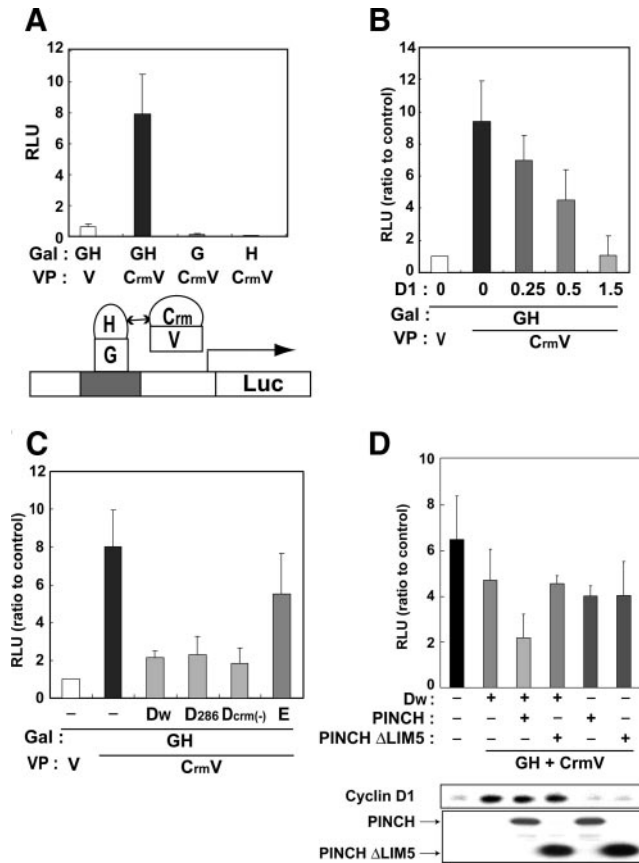 A
RLU
12
10
8
6
4
2
0
Gal : GH GH G H
VP : V CrmV CrmV CrmV
H
G
Crm
V
Luc
B
RLU (ratio to control)
14
12
10
8
6
4
2
0
D1 : 0 0 0.25 0.5 1.5
Gal : GH
VP : V CrmV
C
RLU (ratio to control)
12
10
8
6
4
2
0
– – Dw D286 Dcrm(-) E
Gal : GH
VP : V CrmV
D
RLU (ratio to control)
10
8
6
4
2
0
Dw : – + + + – –
PINCH : – – + – + –
PINCH ΔLIM5 : – – – + – +
GH + CrmV
Cyclin D1
PINCH
PINCH ΔLIM5